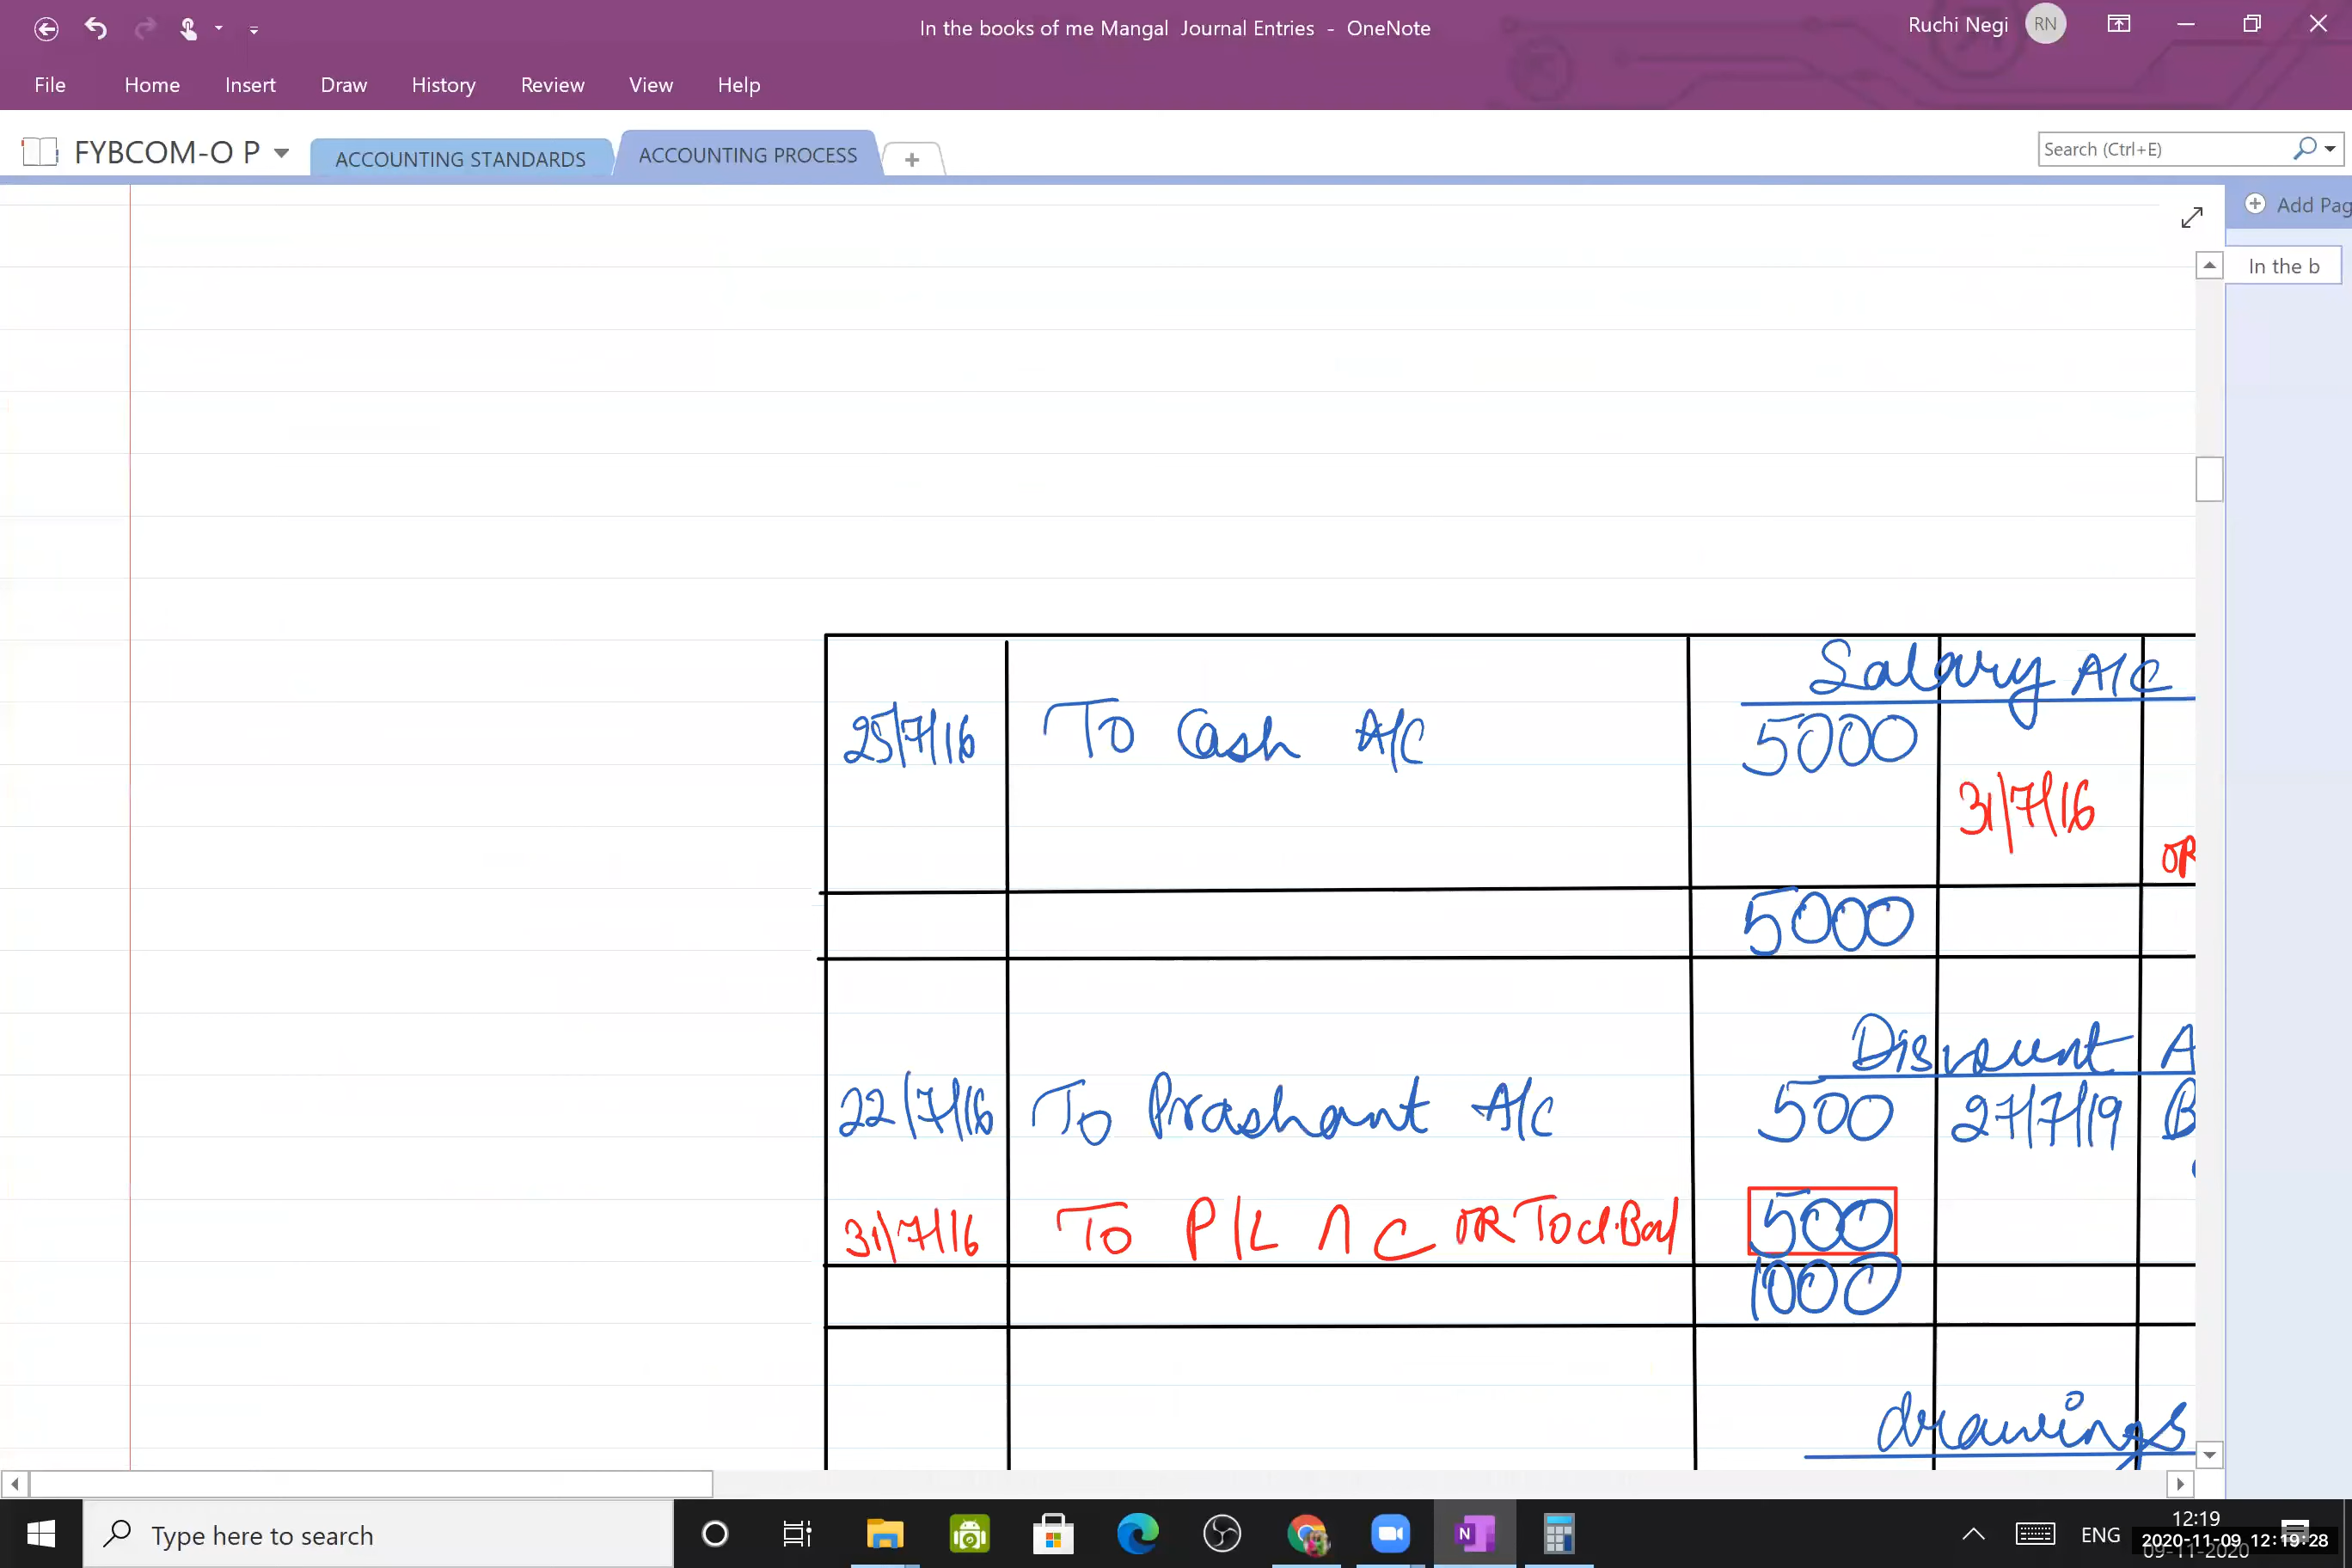 In the books of me Mangal Journal Entries - OneNote
Ruchi Negi RN
File Home Insert Draw History Review View Help
FYBCOM-O P ACCOUNTING STANDARDS ACCOUNTING PROCESS +
Search (Ctrl+E)
Add Pag
In the b
Salary A/C
25/7/16 To Cash A/C 5000
31/7/16
OR
5000
Discount A
22/7/16 To Prashant A/C 500 27/7/19 B
31/7/16 To P/L A C OR To cl. Bal 500
1000
drawings
Type here to search
ENG
12:19
09-11-2020
2020-11-09 12:19:28